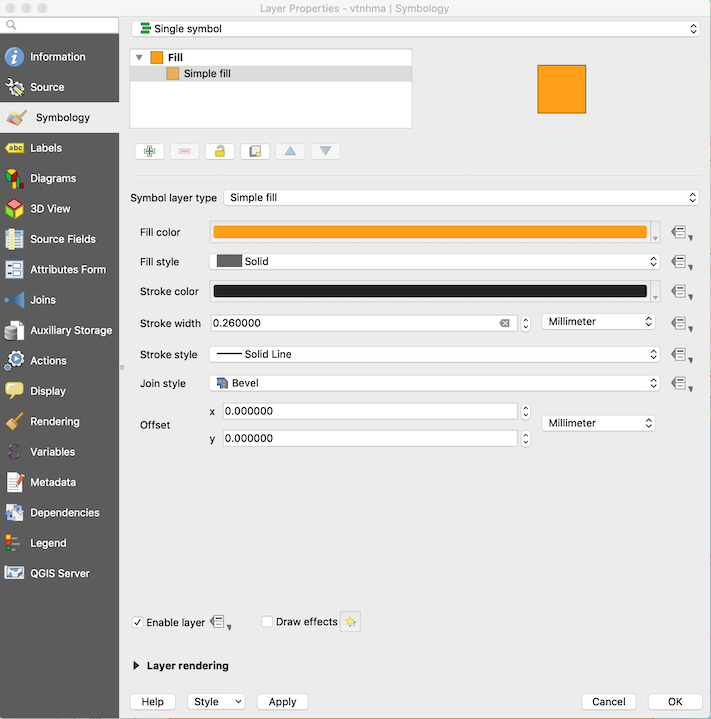 Layer Properties - vtnhma | Symbology
Single symbol
Information
Source
Symbology
abc Labels
Diagrams
3D View
Source Fields
Attributes Form
Joins
Auxiliary Storage
Actions
Display
Rendering
Variables
Metadata
Dependencies
Legend
QGIS Server
Fill
Simple fill
Symbol layer type Simple fill
Fill color
Fill style Solid
Stroke color
Stroke width 0.260000 Millimeter
Stroke style Solid Line
Join style Bevel
Offset x 0.000000 Millimeter
y 0.000000
Enable layer Draw effects
Layer rendering
Help Style Apply Cancel OK